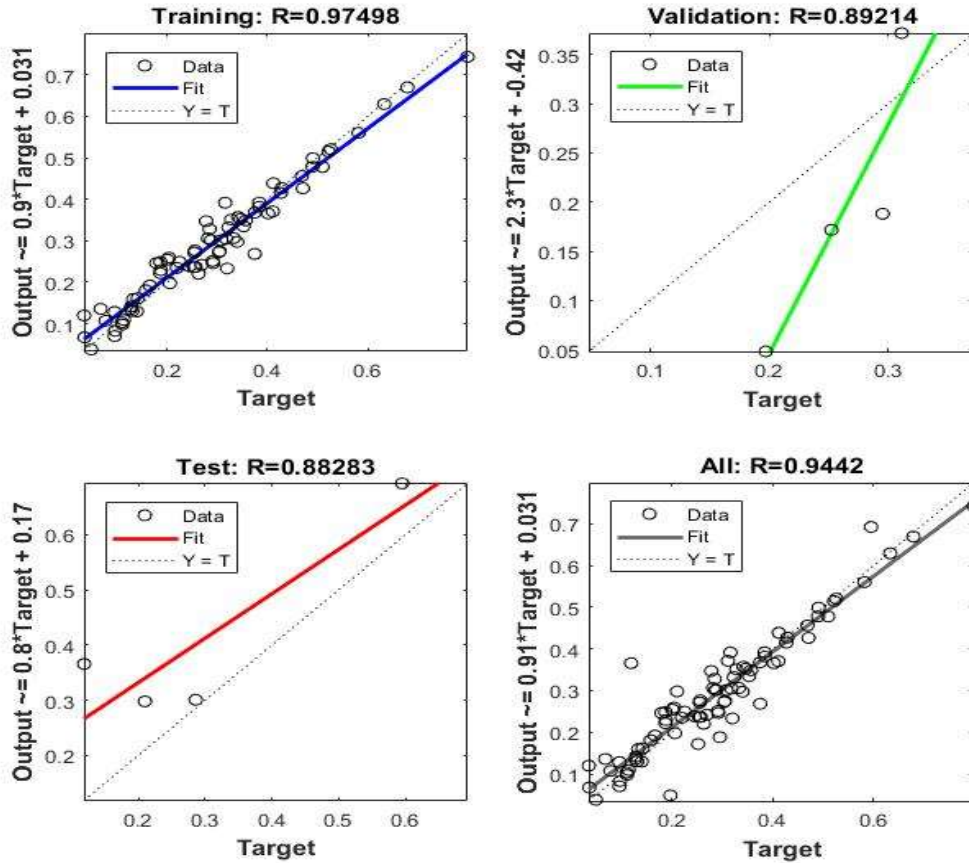 Training: R=0.97498
Output ~= 0.9*Target + 0.031
0.7
0.6
0.5
0.4
0.3
0.2
0.1
Data
Fit
Y = T
0.2
0.4
0.6
Target
Validation: R=0.89214
Output ~= 2.3*Target + -0.42
0.35
0.3
0.25
0.2
0.15
0.1
0.05
Data
Fit
Y = T
0.1
0.2
0.3
Target
Test: R=0.88283
Output ~= 0.8*Target + 0.17
0.6
0.5
0.4
0.3
0.2
Data
Fit
Y = T
0.2
0.3
0.4
0.5
0.6
Target
All: R=0.9442
Output ~= 0.91*Target + 0.031
0.7
0.6
0.5
0.4
0.3
0.2
0.1
Data
Fit
Y = T
0.2
0.4
0.6
Target